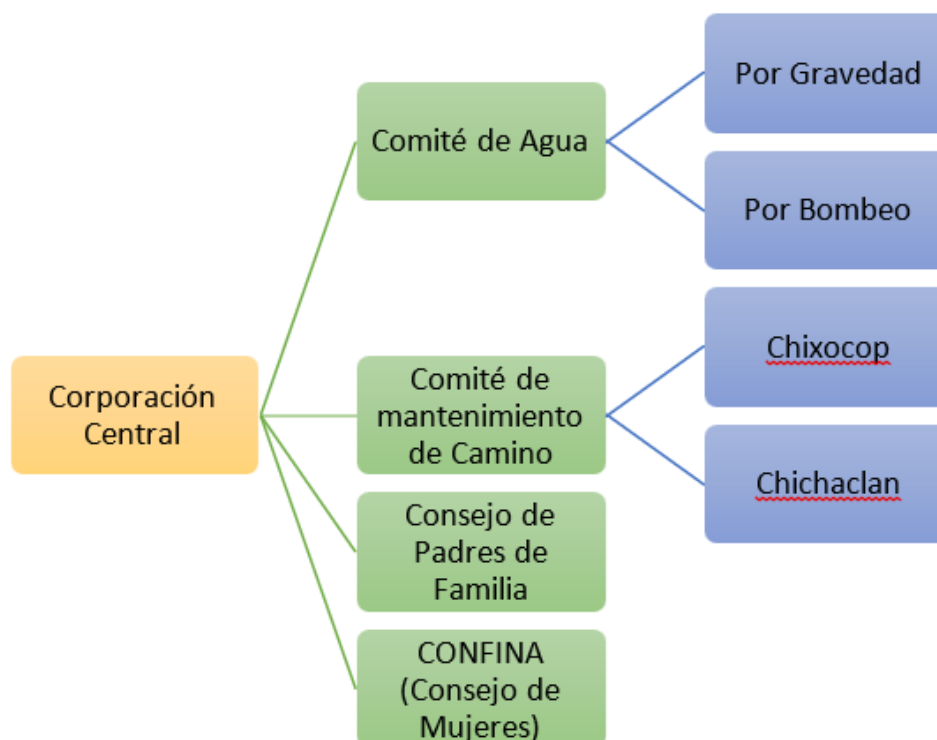 Corporación
Central
Comité de Agua
Por Gravedad
Por Bombeo
Comité de
mantenimiento
de Camino
Chixocop
Chichaclan
Consejo de
Padres de
Familia
CONFINA
(Consejo de
Mujeres)